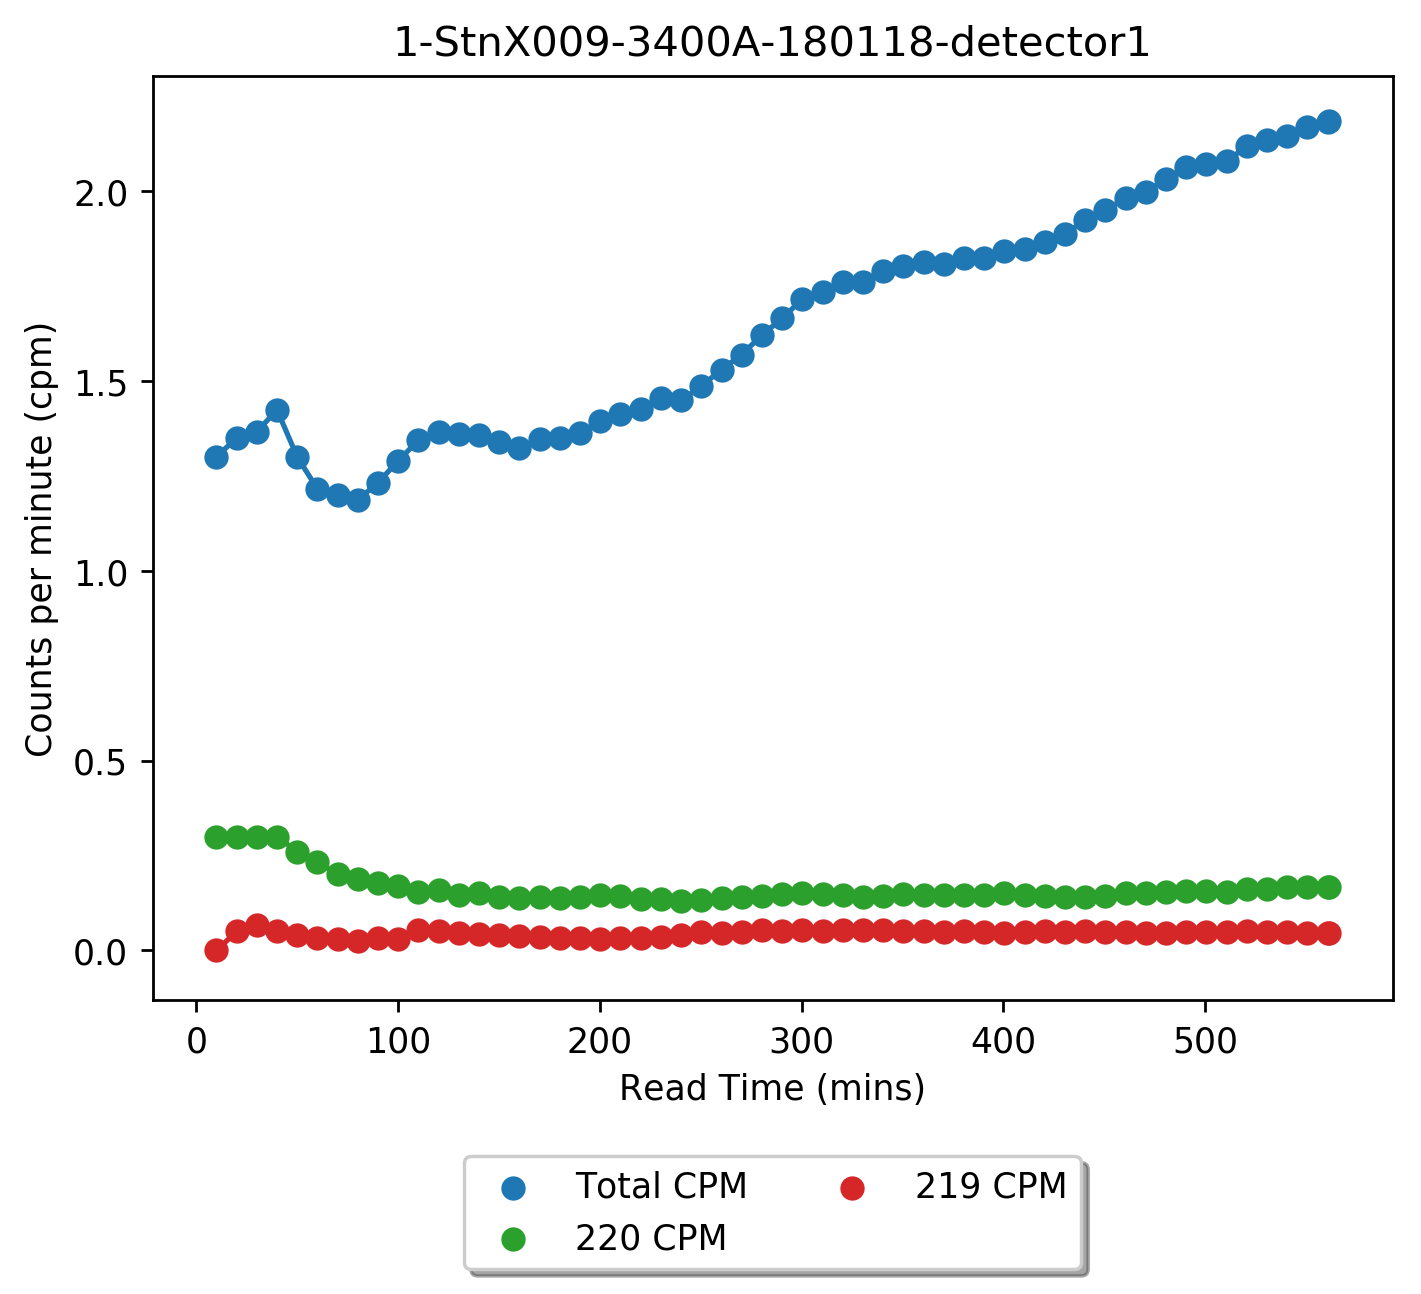 1-StnX009-3400A-180118-detector1
Counts per minute (cpm)
2.0
1.5
1.0
0.5
0.0
0 100 200 300 400 500
Read Time (mins)
Total CPM 219 CPM
220 CPM